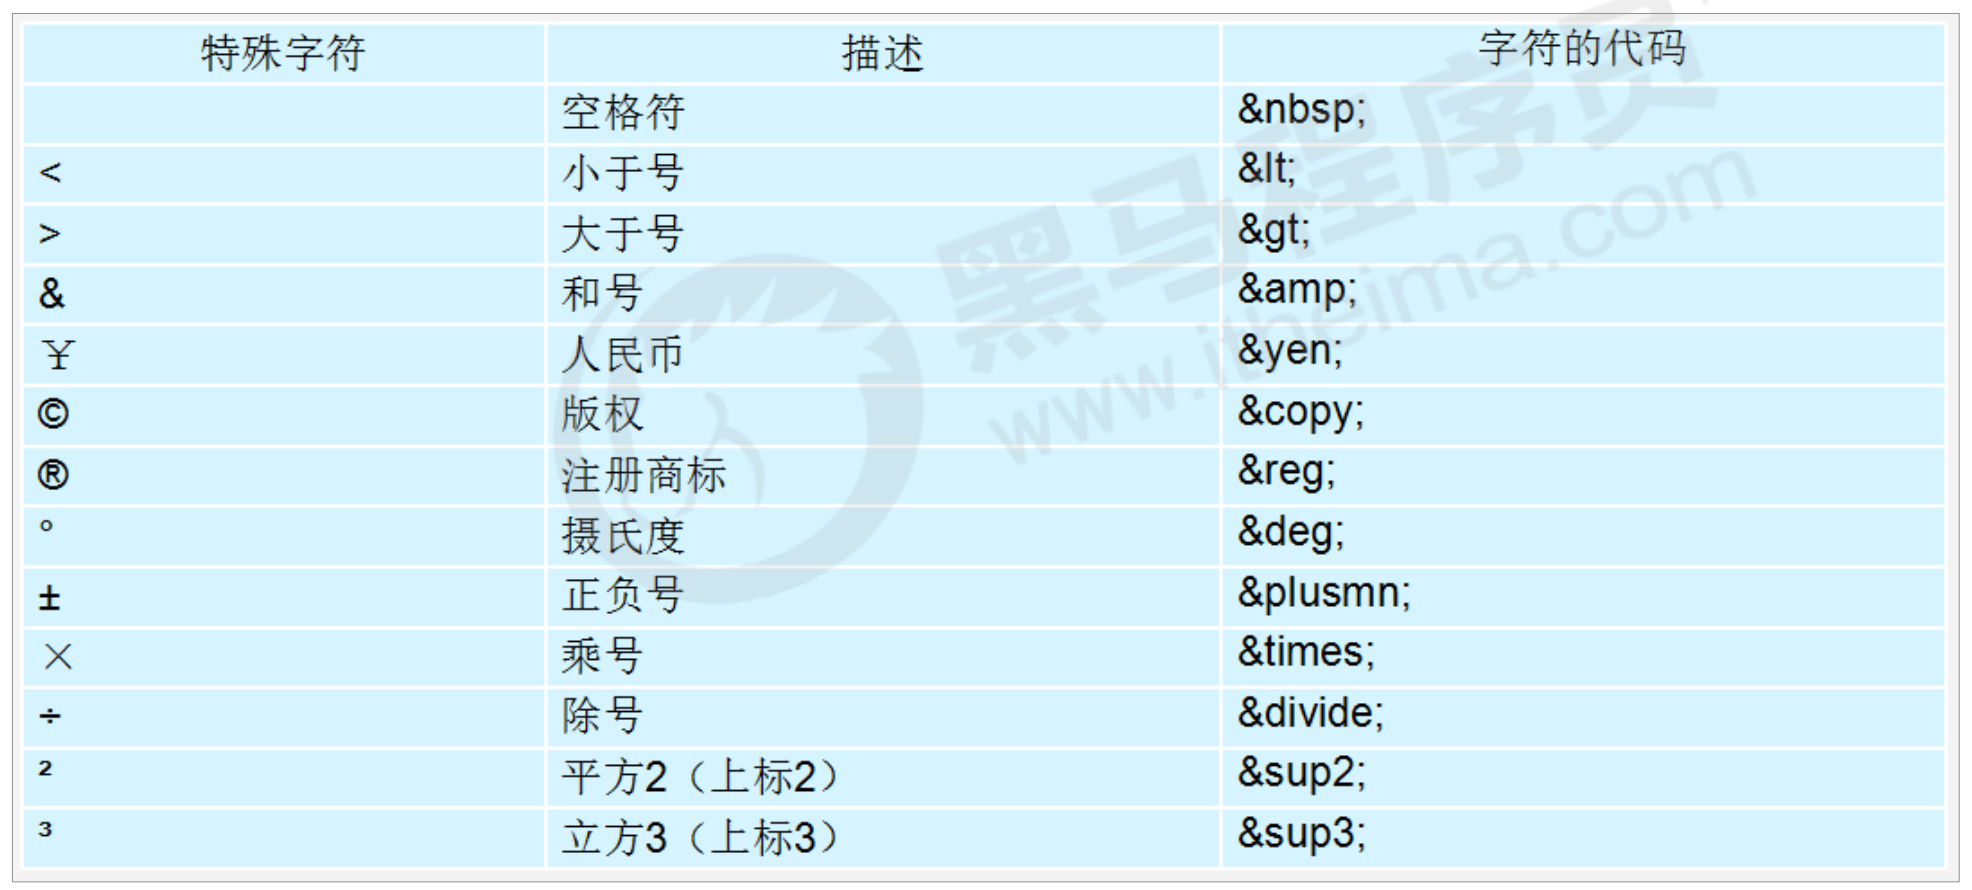 特殊字符 描述 字符的代码
空格符 &nbsp;
< 小于号 &lt;
> 大于号 &gt;
& 和号 &amp;
￥ 人民币 &yen;
© 版权 &copy;
® 注册商标 &reg;
° 摄氏度 &deg;
± 正负号 &plusmn;
× 乘号 &times;
÷ 除号 &divide;
² 平方2（上标2） &sup2;
³ 立方3（上标3） &sup3;
黑马程序员
www.itheima.com